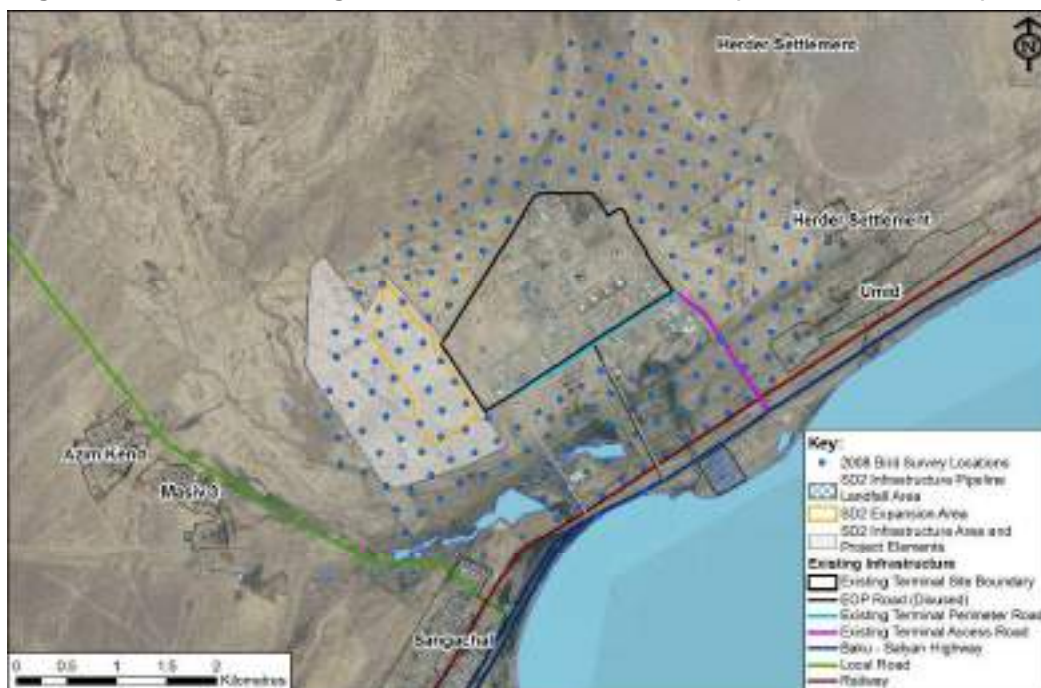 Herder Settlement
N
Herder Settlement
Umid
Azim Kend
Masiv 3
Sangachal
Key:
2008 Bird Survey Locations
SD2 Infrastructure Pipeline
Landfall Area
SD2 Expansion Area
SD2 Infrastructure Area and
Project Elements
Existing Infrastructure
Existing Terminal Site Boundary
EOP Road (Disused)
Existing Terminal Perimeter Road
Existing Terminal Access Road
Baku - Salyan Highway
Local Road
Railway
0 0.5 1 1.5 2
Kilometres